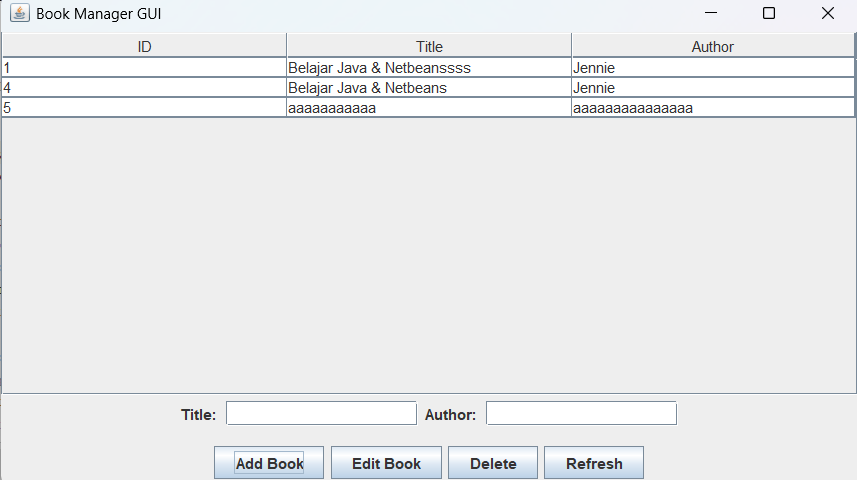 Book Manager GUI
ID Title Author
1 Belajar Java & Netbeanssss Jennie
4 Belajar Java & Netbeans Jennie
5 aaaaaaaaaaa aaaaaaaaaaaaaaa
Title: Author:
Add Book Edit Book Delete Refresh